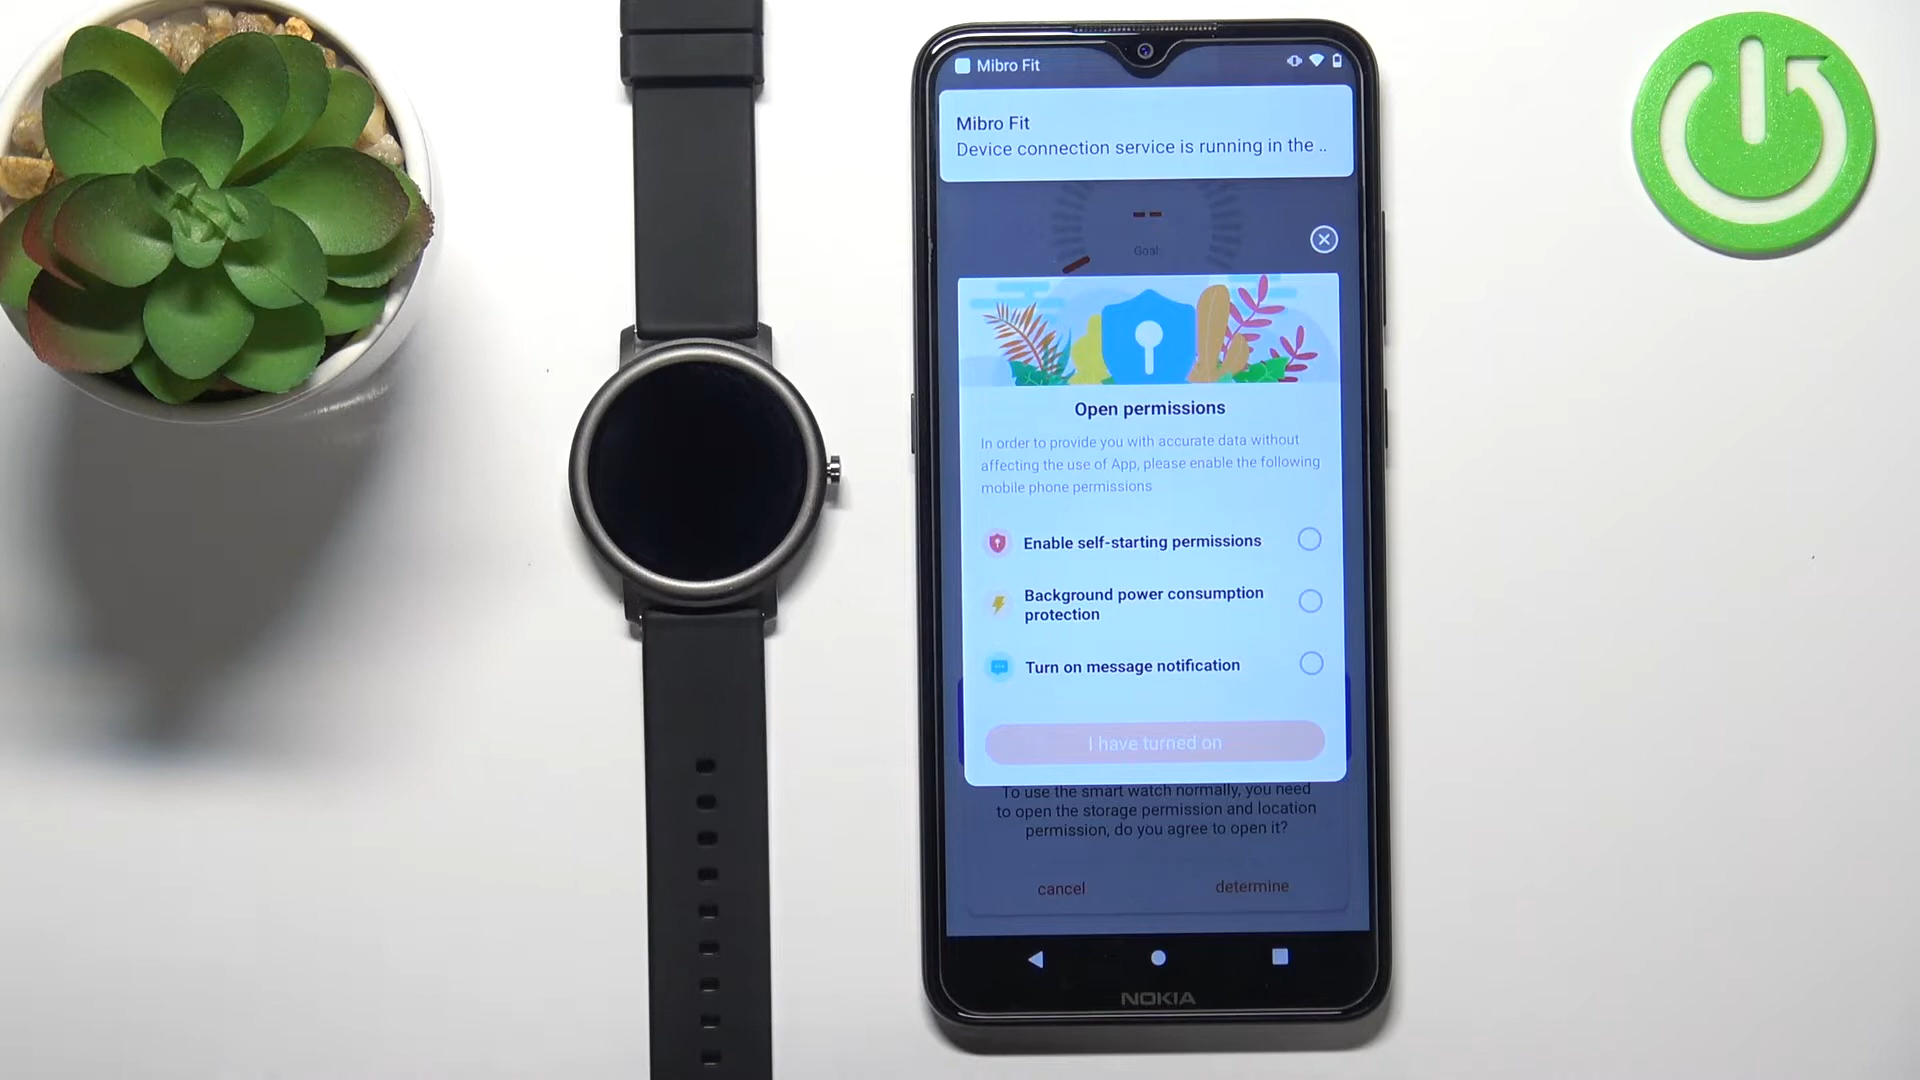 Mibro Fit
Mibro Fit
Device connection service is running in the ..
--
Goal
Open permissions
In order to provide you with accurate data without
affecting the use of App, please enable the following
mobile phone permissions
Enable self-starting permissions
Background power consumption
protection
Turn on message notification
I have turned on
To use the smart watch normally, you need
to open the storage permission and location
permission, do you agree to open it?
cancel
determine
NOKIA